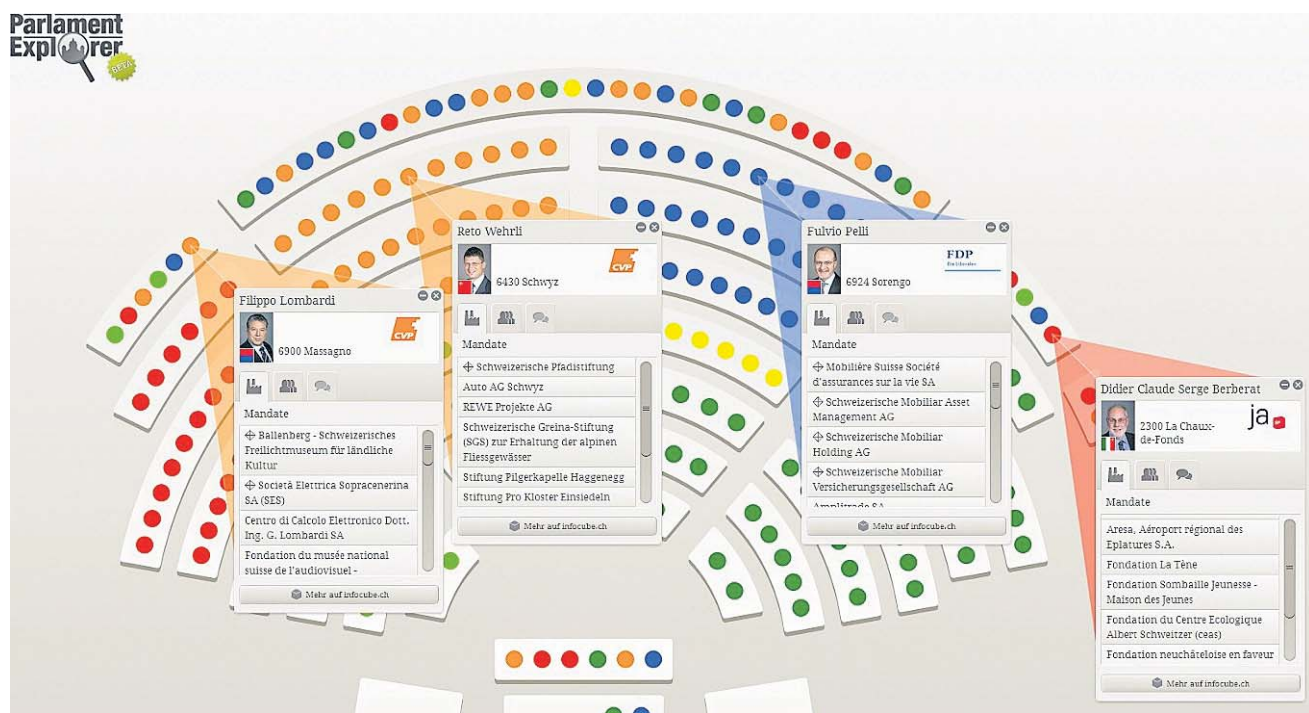 Parlament
Explorer
BETA
Filippo Lombardi
6900 Massagno
CVP
Mandate
Ballenberg - Schweizerisches
Freilichtmuseum für ländliche
Kultur
Società Elettrica Sopracenerina
SA (SES)
Centro di Calcolo Elettronico Dott.
Ing. G. Lombardi SA
Fondation du musée national
suisse de l'audiovisuel -
Mehr auf infocube.ch
Reto Wehrli
6430 Schwyz
CVP
Mandate
Schweizerische Pfadistiftung
Auto AG Schwyz
REWE Projekte AG
Schweizerische Greina-Stiftung
(SGS) zur Erhaltung der alpinen
Fliessgewässer
Stiftung Pilgerkapelle Haggenegg
Stiftung Pro Kloster Einsiedeln
Mehr auf infocube.ch
Fulvio Pelli
FDP
Die Liberalen
6924 Sorengo
Mandate
Mobilière Suisse Société
d'assurances sur la vie SA
Schweizerische Mobiliar Asset
Management AG
Schweizerische Mobiliar
Holding AG
Schweizerische Mobiliar
Versicherungsgesellschaft AG
Amplitrade SA
Mehr auf infocube.ch
Didier Claude Serge Berberat
2300 La Chaux-
de-Fonds
ja
Mandate
Aresa, Aéroport régional des
Eplatures S.A.
Fondation La Tène
Fondation Sombaille Jeunesse -
Maison des Jeunes
Fondation du Centre Ecologique
Albert Schweitzer (ceas)
Fondation neuchâteloise en faveur
Mehr auf infocube.ch